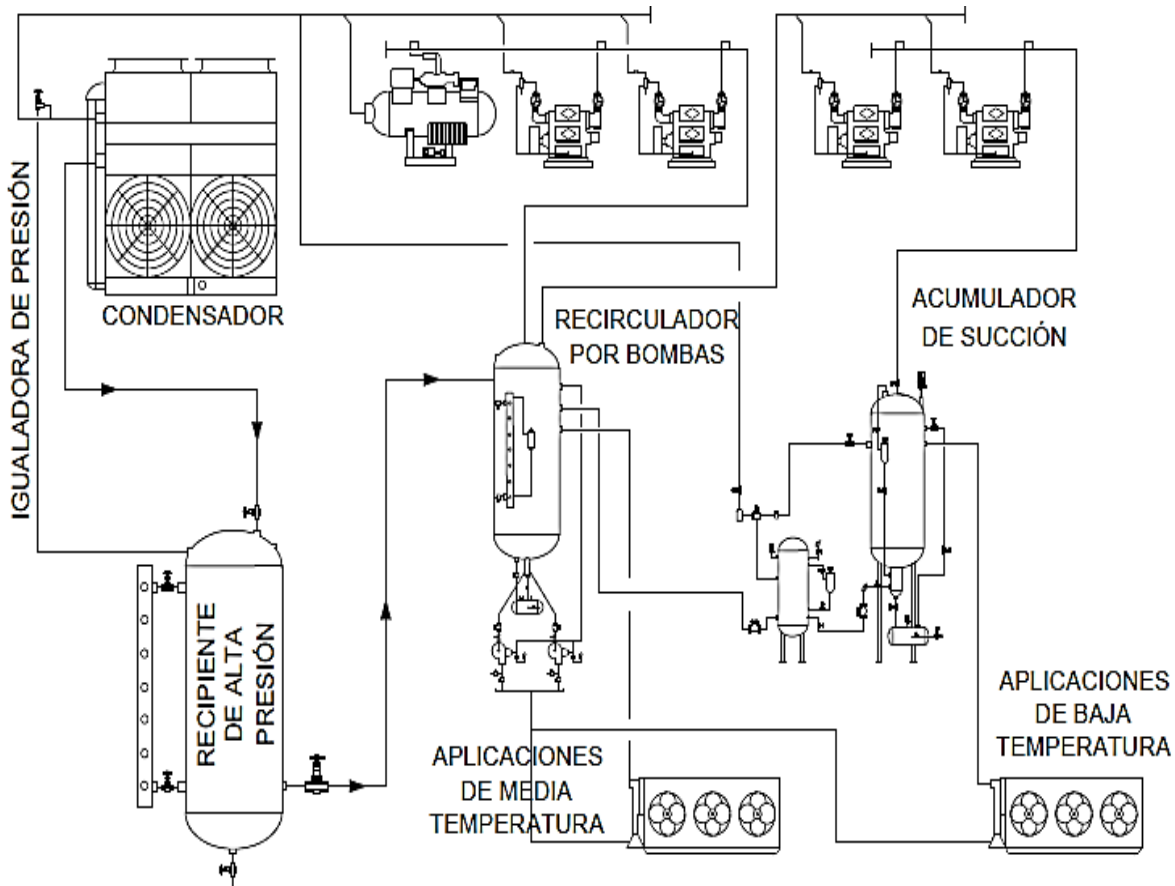 IGUALADORA DE PRESIÓN
CONDENSADOR
RECIRCULADOR
POR BOMBAS
ACUMULADOR
DE SUCCIÓN
RECIPIENTE
DE ALTA
PRESIÓN
APLICACIONES
DE MEDIA
TEMPERATURA
APLICACIONES
DE BAJA
TEMPERATURA